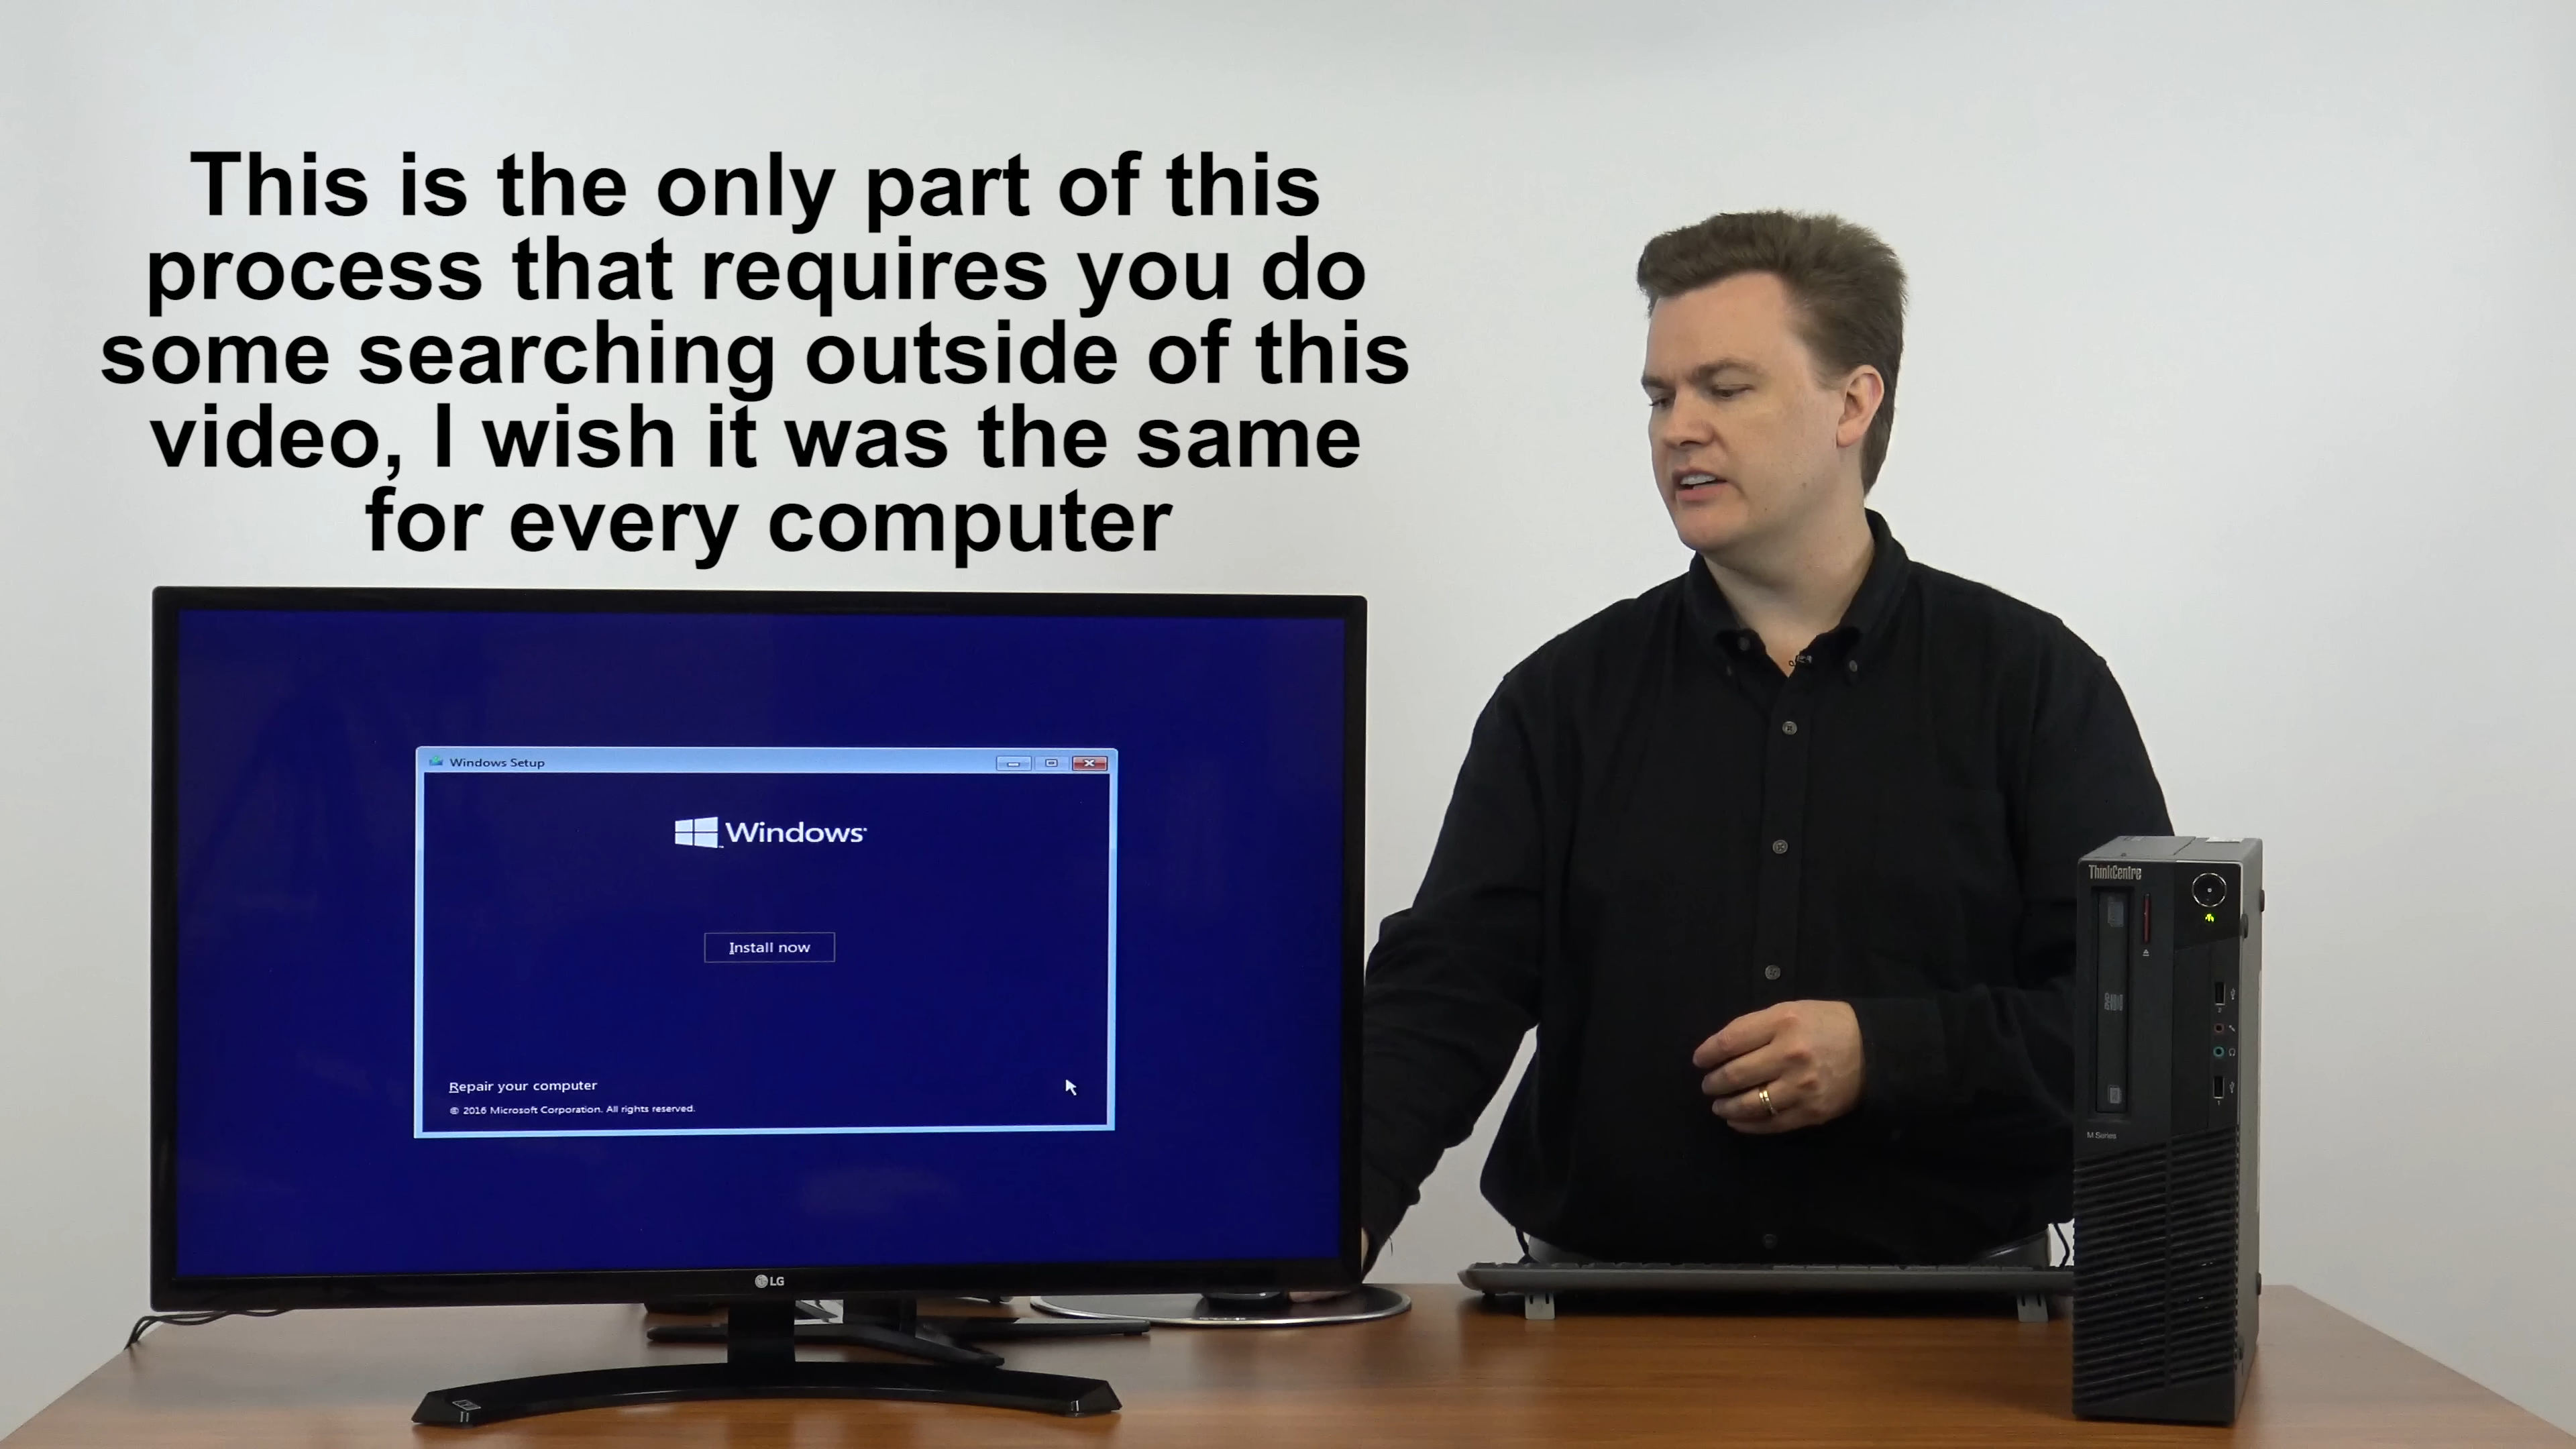 This is the only part of this
process that requires you do
some searching outside of this
video, I wish it was the same
for every computer
Windows Setup
Windows
Install now
Repair your computer
© 2016 Microsoft Corporation. All rights reserved.
LG
ThinkCentre
M Series